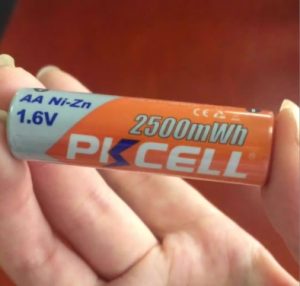 AA Ni-Zn
1.6V
2500mWh
PKCELL